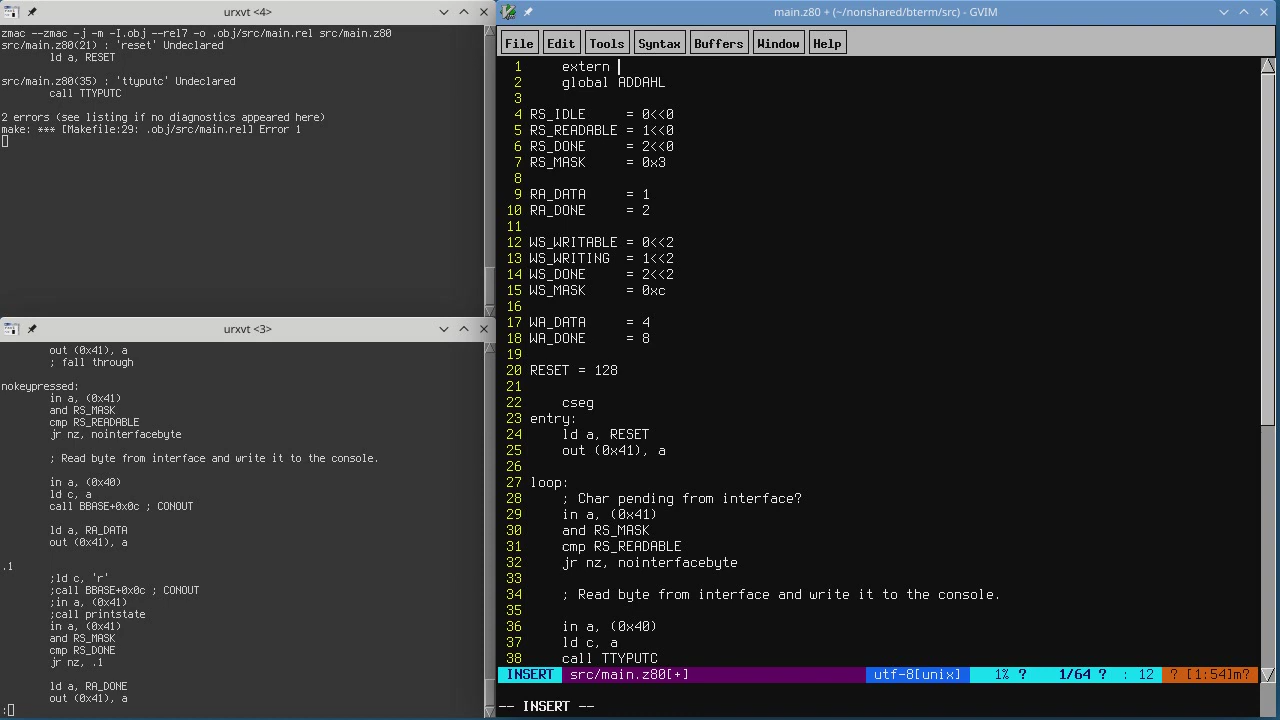 urxvt <4>
zmac --zmac -j -m -I.obj --rel7 -o .obj/src/main.rel src/main.z80
src/main.z80(21) : 'reset' Undeclared
ld a, RESET
src/main.z80(35) : 'ttyputc' Undeclared
call TTYPUTC
2 errors (see listing if no diagnostics appeared here)
make: *** [Makefile:29: .obj/src/main.rel] Error 1
urxvt <3>
out (0x41), a
; fall through
nokeypressed:
in a, (0x41)
and RS_MASK
cmp RS_READABLE
jr nz, nointerfacebyte
; Read byte from interface and write it to the console.
in a, (0x40)
ld c, a
call BBASE+0x0c ; CONOUT
ld a, RA_DATA
out (0x41), a
.1
;ld c, 'r'
;call BBASE+0x0c ; CONOUT
;in a, (0x41)
;call printstate
in a, (0x41)
and RS_MASK
cmp RS_DONE
jr nz, .1
ld a, RA_DONE
out (0x41), a
:
main.z80 + (~/nonshared/bterm/src) - GVIM
File Edit Tools Syntax Buffers Window Help
1 extern
2 global ADDAHL
3
4 RS_IDLE = 0<<0
5 RS_READABLE = 1<<0
6 RS_DONE = 2<<0
7 RS_MASK = 0x3
8
9 RA_DATA = 1
10 RA_DONE = 2
11
12 WS_WRITABLE = 0<<2
13 WS_WRITING = 1<<2
14 WS_DONE = 2<<2
15 WS_MASK = 0xc
16
17 WA_DATA = 4
18 WA_DONE = 8
19
20 RESET = 128
21
22 cseg
23 entry:
24 ld a, RESET
25 out (0x41), a
26
27 loop:
28 ; Char pending from interface?
29 in a, (0x41)
30 and RS_MASK
31 cmp RS_READABLE
32 jr nz, nointerfacebyte
33
34 ; Read byte from interface and write it to the console.
35
36 in a, (0x40)
37 ld c, a
38 call TTYPUTC
INSERT src/main.z80[+] utf-8[unix] 1% ? 1/64 ? : 12 ? [1:54]m?
-- INSERT --